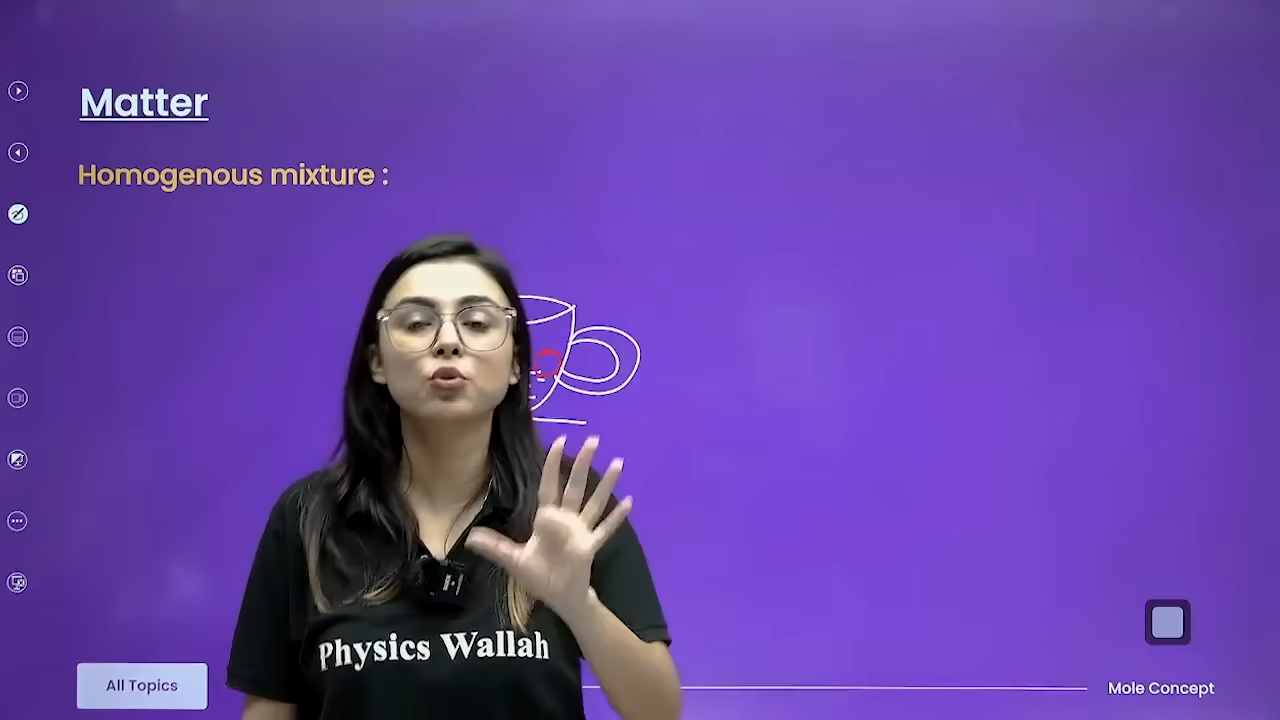 Matter
Homogenous mixture :
Physics Wallah
All Topics
Mole Concept